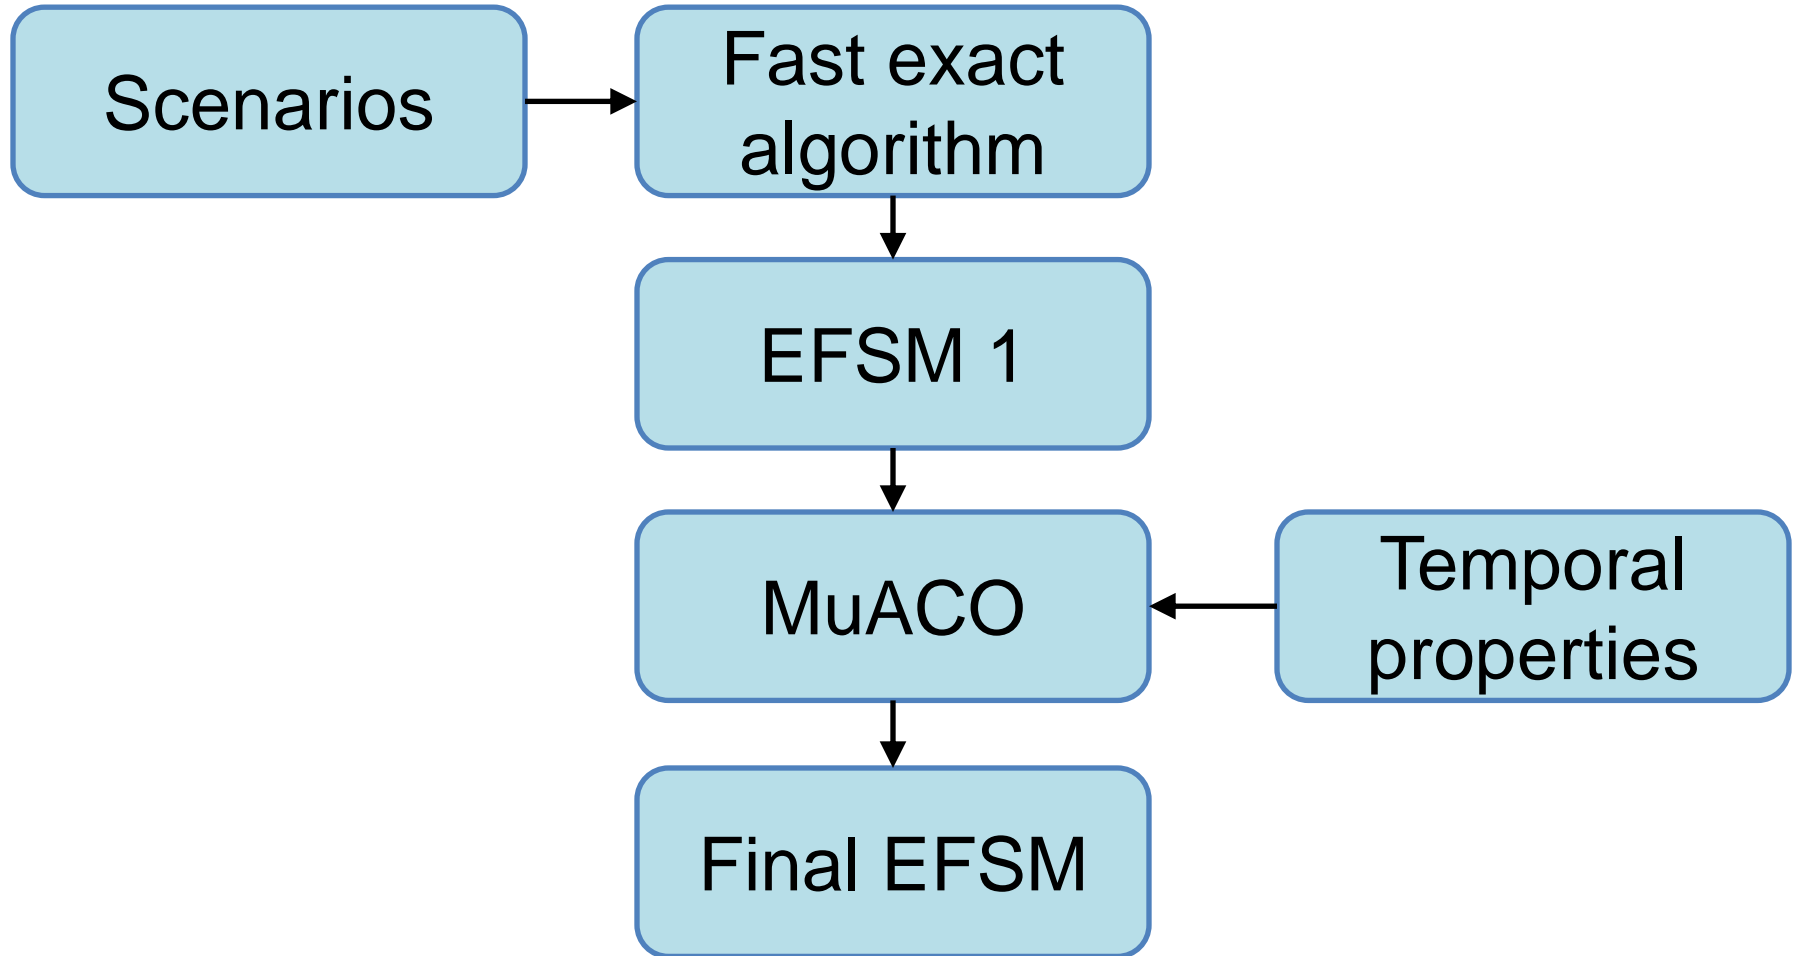 Scenarios
Fast exact
algorithm
EFSM 1
MuACO
Temporal
properties
Final EFSM